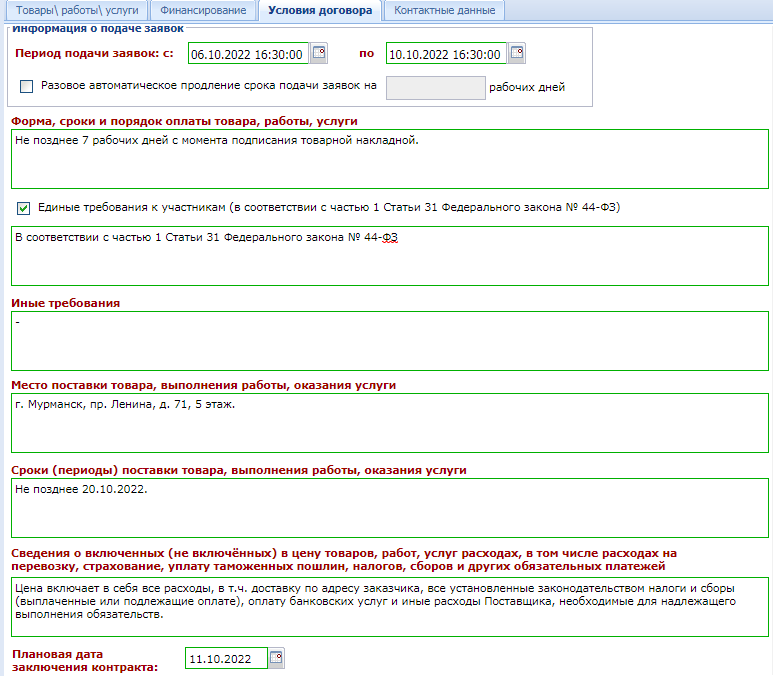 Товары\ работы\ услуги
Финансирование
Условия договора
Контактные данные
Информация о подаче заявок
Период подачи заявок: с: 06.10.2022 16:30:00 по 10.10.2022 16:30:00
Разовое автоматическое продление срока подачи заявок на рабочих дней
Форма, сроки и порядок оплаты товара, работы, услуги
Не позднее 7 рабочих дней с момента подписания товарной накладной.
Единые требования к участникам (в соответствии с частью 1 Статьи 31 Федерального закона № 44-ФЗ)
В соответствии с частью 1 Статьи 31 Федерального закона № 44-ФЗ
Иные требования
-
Место поставки товара, выполнения работы, оказания услуги
г. Мурманск, пр. Ленина, д. 71, 5 этаж.
Сроки (периоды) поставки товара, выполнения работы, оказания услуги
Не позднее 20.10.2022.
Сведения о включенных (не включённых) в цену товаров, работ, услуг расходах, в том числе расходах на
перевозку, страхование, уплату таможенных пошлин, налогов, сборов и других обязательных платежей
Цена включает в себя все расходы, в т.ч. доставку по адресу заказчика, все установленные законодательством налоги и сборы
(выплаченные или подлежащие оплате), оплату банковских услуг и иные расходы Поставщика, необходимые для надлежащего
выполнения обязательств.
Плановая дата
заключения контракта: 11.10.2022